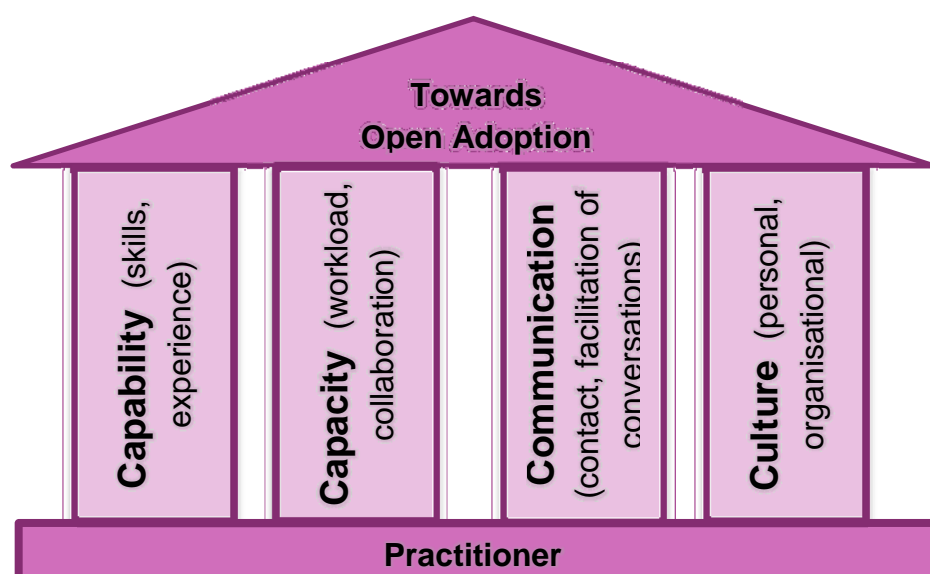 Towards
Open Adoption
Capability (skills,
experience)
Capacity (workload,
collaboration)
Communication
(contact, facilitation of
conversations)
Culture (personal,
organisational)
Practitioner